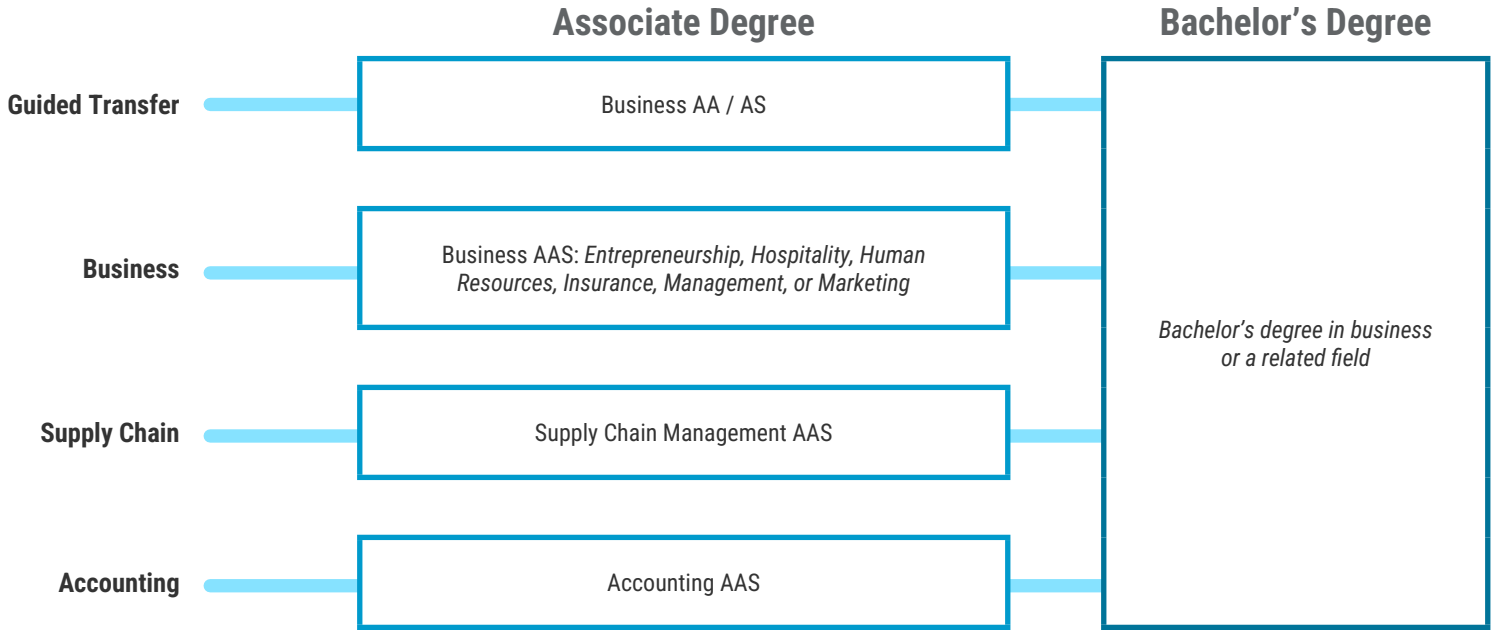 Associate Degree
Bachelor’s Degree
Guided Transfer
Business AA / AS
Business
Business AAS: Entrepreneurship, Hospitality, Human
Resources, Insurance, Management, or Marketing
Supply Chain
Supply Chain Management AAS
Accounting
Accounting AAS
Bachelor’s degree in business
or a related field